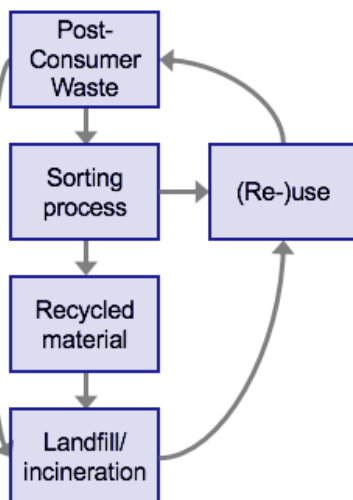 Post-
Consumer
Waste
Sorting
process
(Re-)use
Recycled
material
Landfill/
incineration